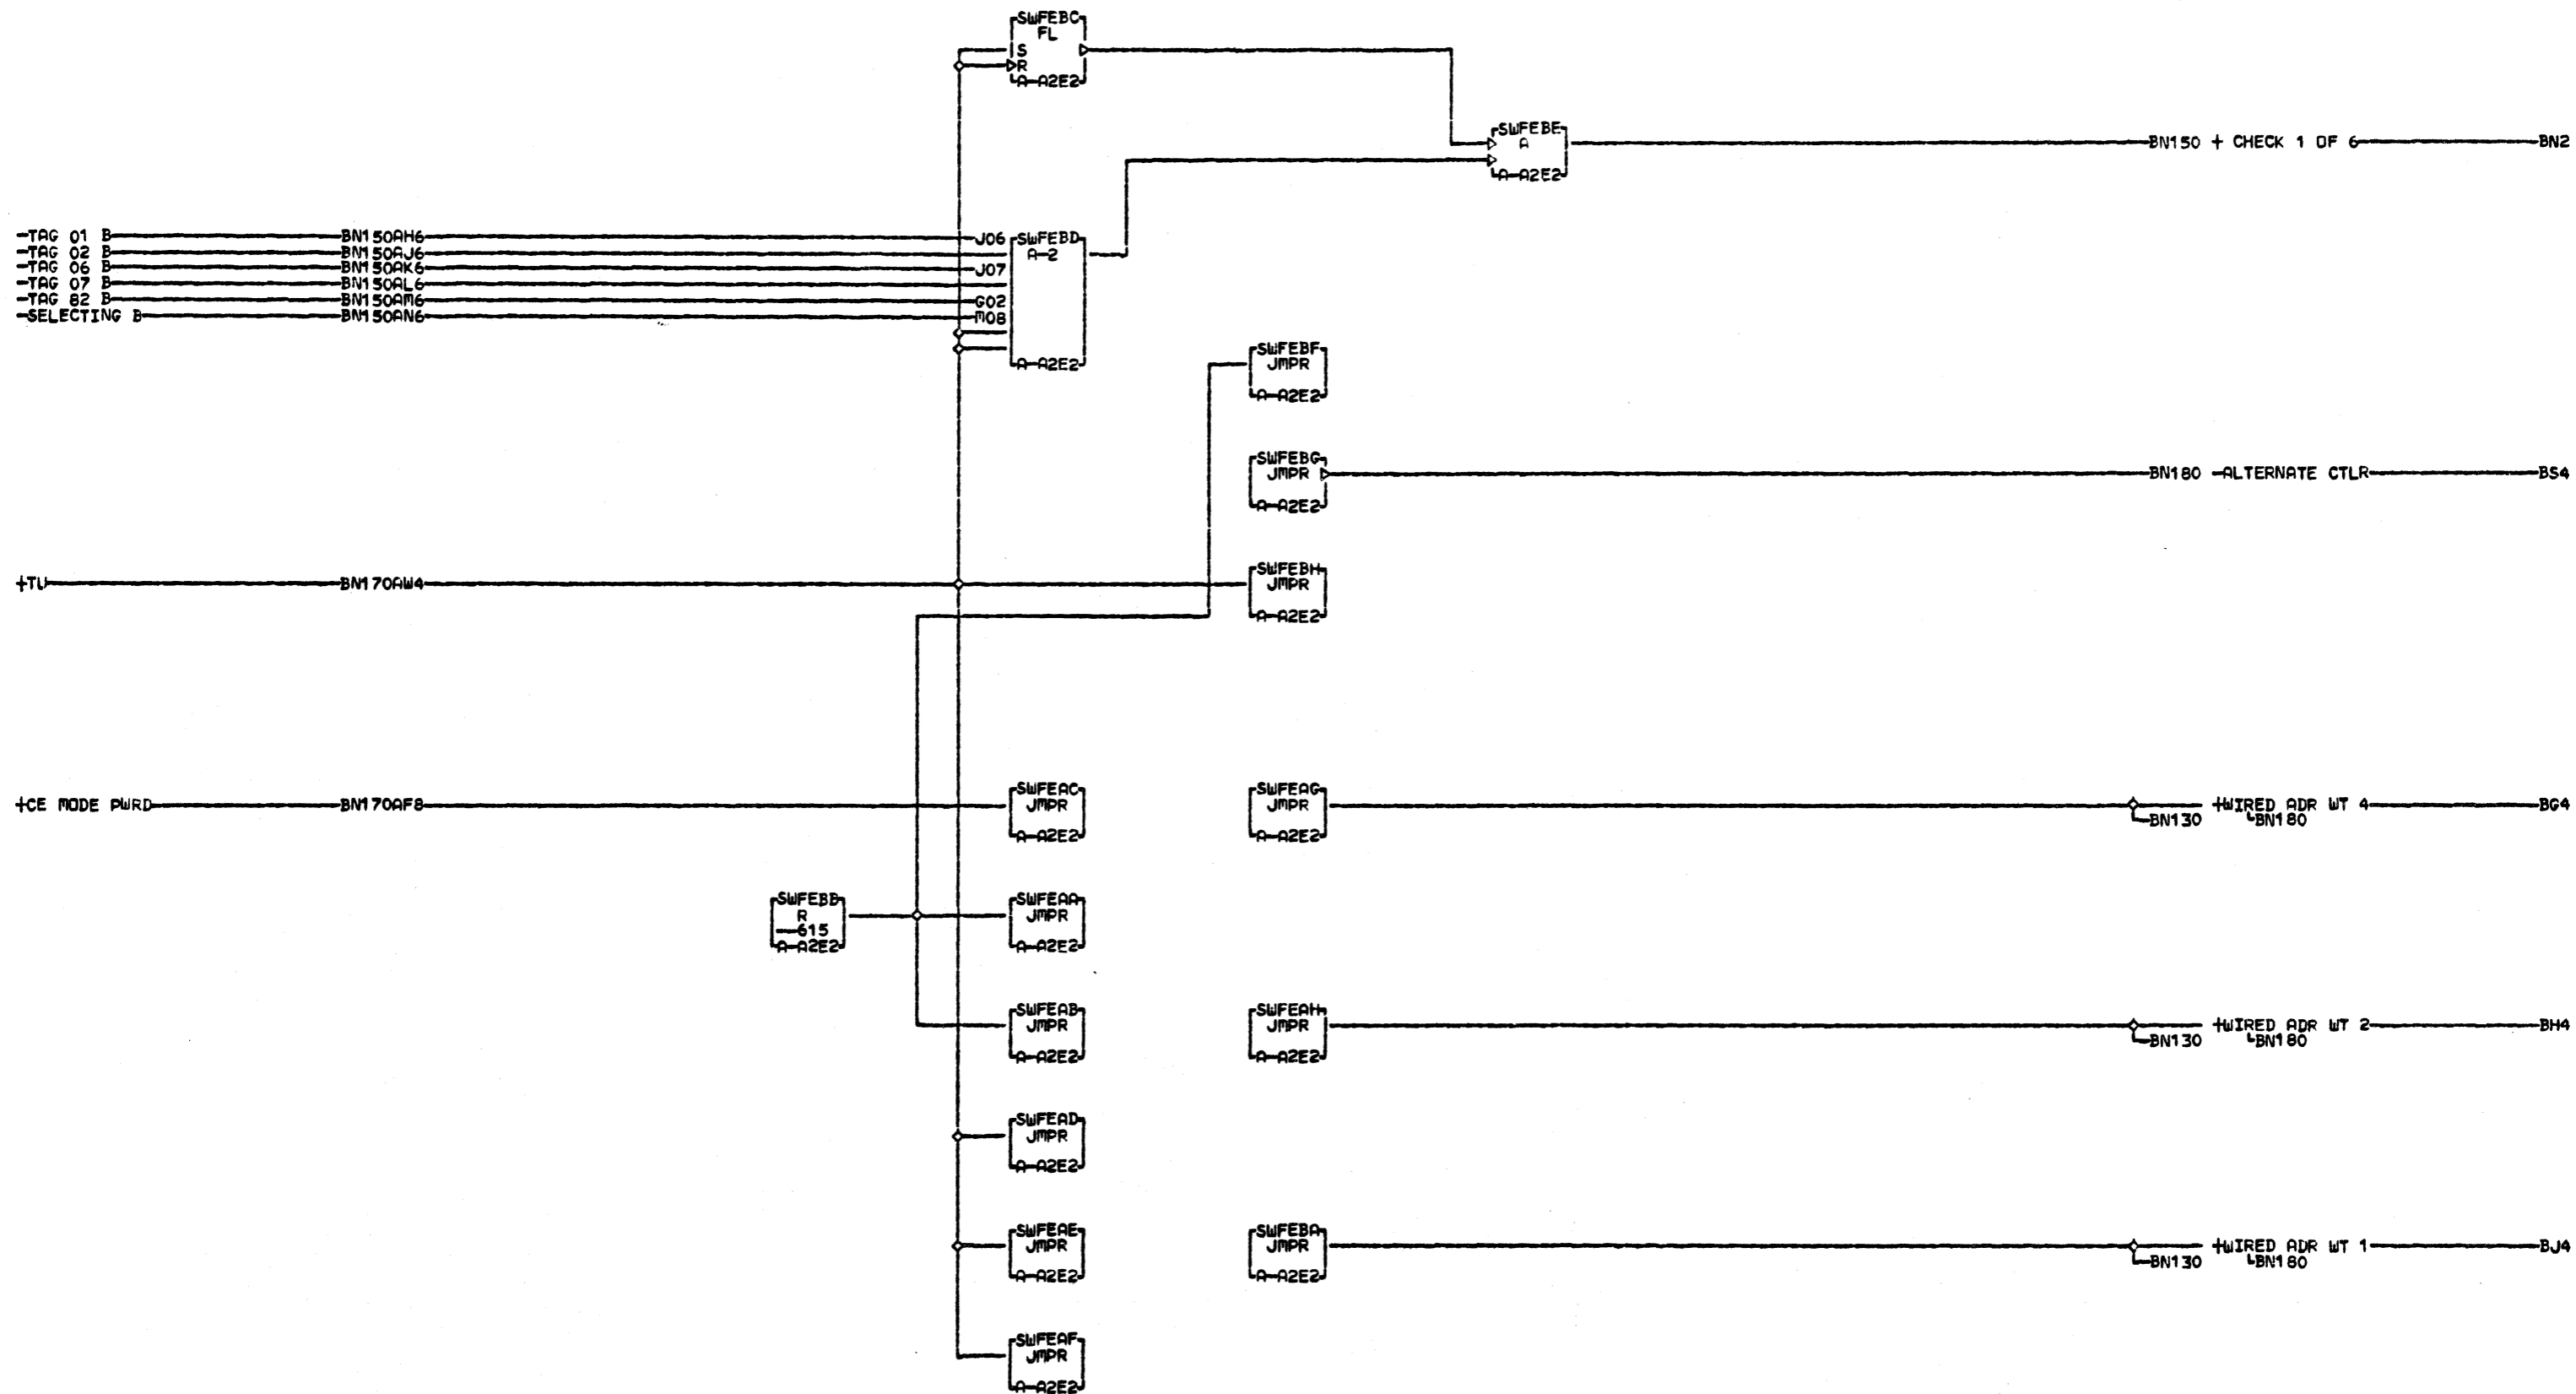 SWFEBC
FL
S
R
A-A2E2
SWFEBE
A
A-A2E2
BN150 + CHECK 1 OF 6 BN2
-TAG 01 B BN150AH6 J06
-TAG 02 B BN150AJ6
-TAG 06 B BN150AK6 J07
-TAG 07 B BN150AL6
-TAG 82 B BN150AM6 G02
-SELECTING B BN150AN6 M08
SWFEBD
A-2
A-A2E2
SWFEBF
JMPR
A-A2E2
SWFEBG
JMPR
A-A2E2
BN180 -ALTERNATE CTLR BS4
+TU BN170AW4
SWFEBH
JMPR
A-A2E2
+CE MODE PWRD BN170AF8
SWFEAC
JMPR
A-A2E2
SWFEAG
JMPR
A-A2E2
+WIRED ADR WT 4 BG4
BN130 BN180
SWFEBB
R
-615
A-A2E2
SWFEAA
JMPR
A-A2E2
SWFEAB
JMPR
A-A2E2
SWFEAH
JMPR
A-A2E2
+WIRED ADR WT 2 BH4
BN130 BN180
SWFEAD
JMPR
A-A2E2
SWFEAE
JMPR
A-A2E2
SWFEBA
JMPR
A-A2E2
+WIRED ADR WT 1 BJ4
BN130 BN180
SWFEAF
JMPR
A-A2E2